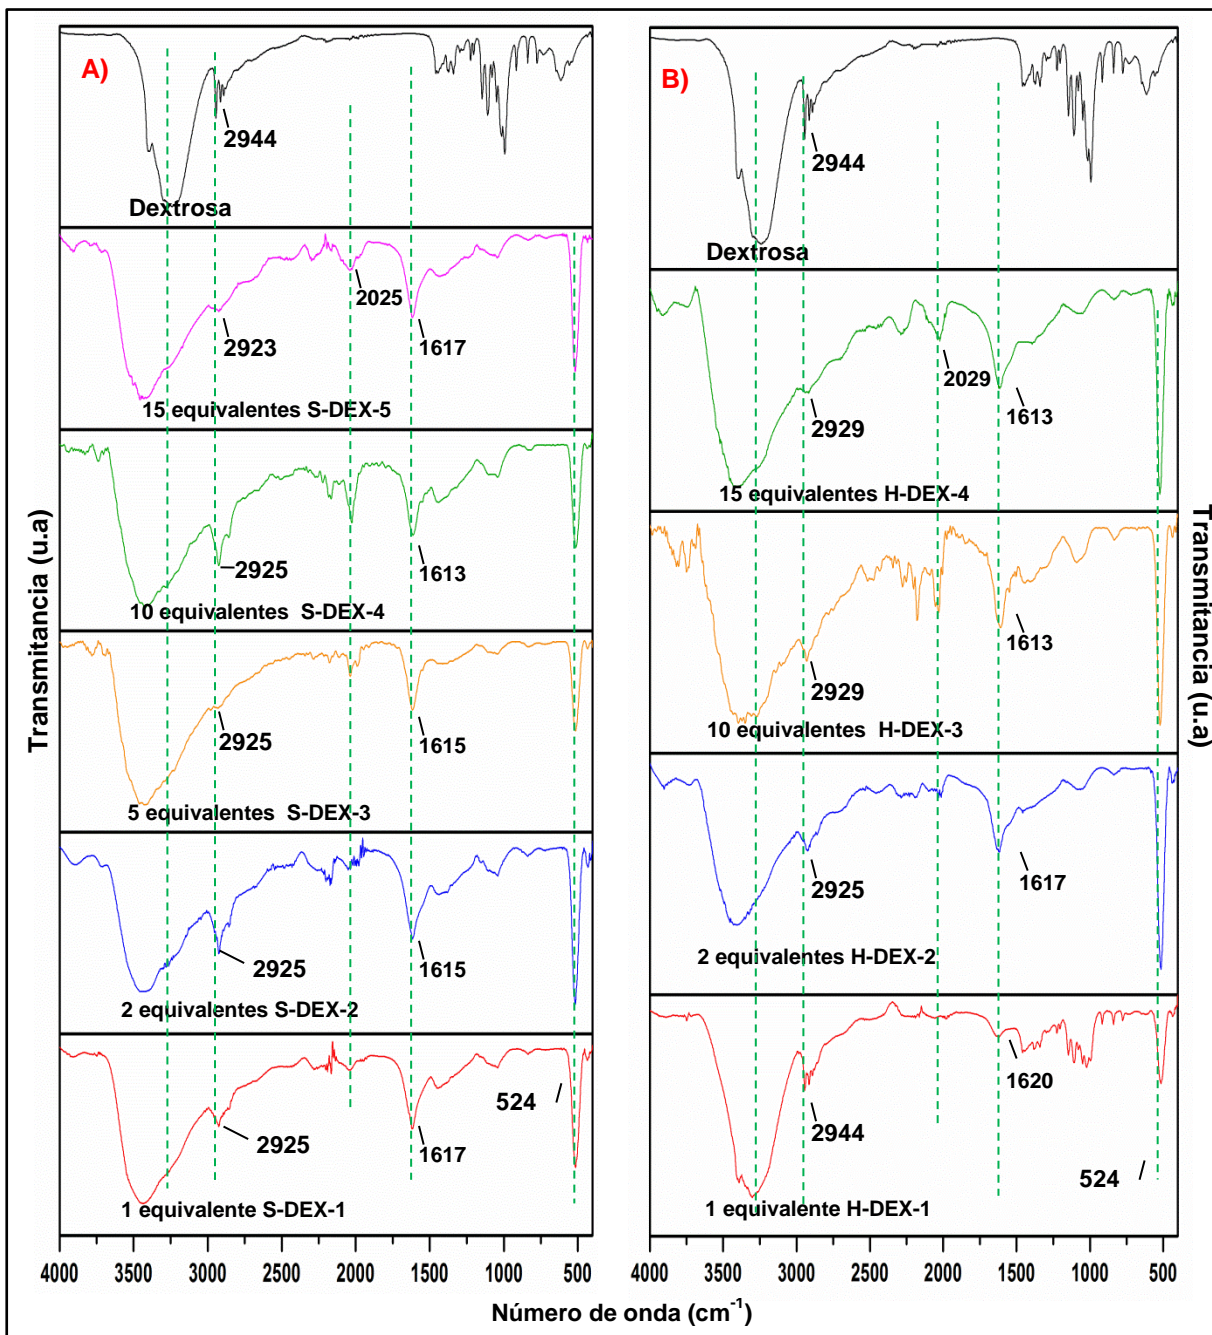 A)
2944
Dextrosa
2025
2923
1617
15 equivalentes S-DEX-5
2925
1613
10 equivalentes S-DEX-4
2925
1615
5 equivalentes S-DEX-3
2925
1615
2 equivalentes S-DEX-2
524
2925
1617
1 equivalente S-DEX-1
4000 3500 3000 2500 2000 1500 1000 500
Transmitancia (u.a)
B)
2944
Dextrosa
2029
2929
1613
15 equivalentes H-DEX-4
1613
2929
10 equivalentes H-DEX-3
2925
1617
2 equivalentes H-DEX-2
1620
2944
524
1 equivalente H-DEX-1
4000 3500 3000 2500 2000 1500 1000 500
Transmitancia (u.a)
Número de onda (cm⁻¹)